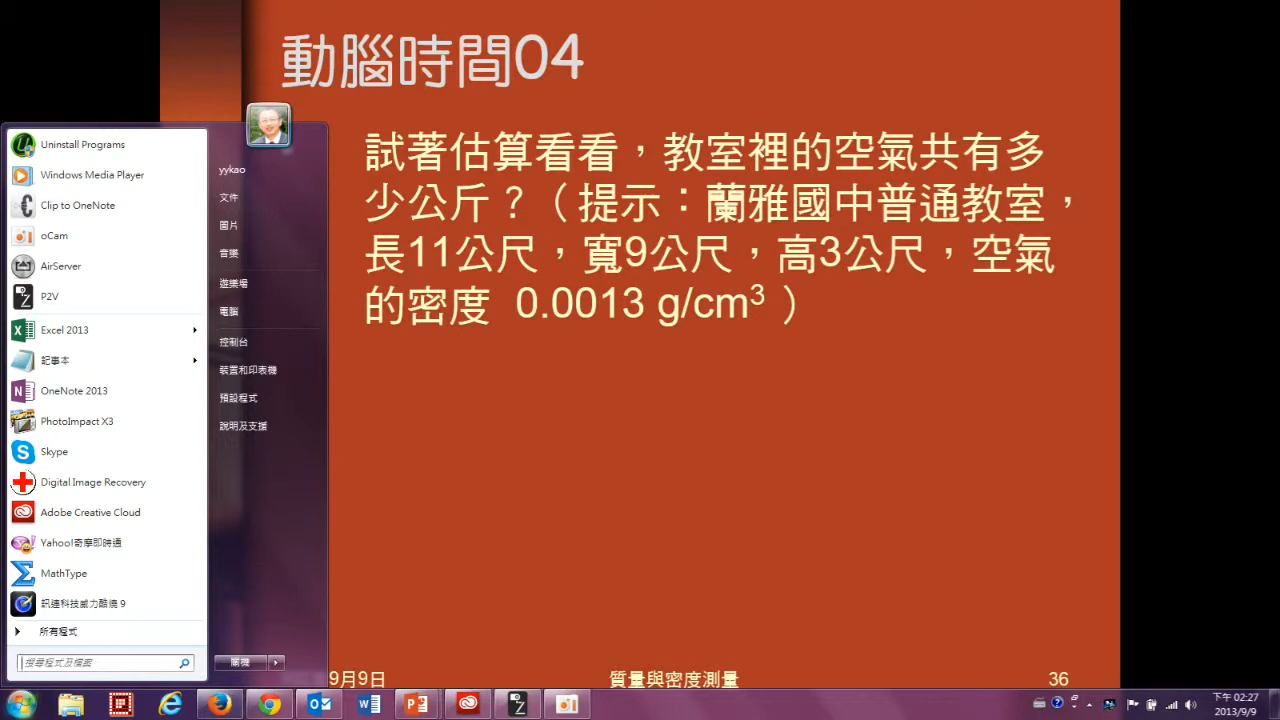 動腦時間04
試著估算看看，教室裡的空氣共有多
少公斤？（提示：蘭雅國中普通教室，
長11公尺，寬9公尺，高3公尺，空氣
的密度 0.0013 g/cm³ ）
Uninstall Programs
Windows Media Player
Clip to OneNote
oCam
AirServer
P2V
Excel 2013
記事本
OneNote 2013
PhotoImpact X3
Skype
Digital Image Recovery
Adobe Creative Cloud
Yahoo!奇摩即時通
MathType
訊連科技威力酷燒 9
所有程式
搜尋程式及檔案
yykao
文件
圖片
音樂
遊樂場
電腦
控制台
裝置和印表機
預設程式
說明及支援
關機
9月9日
質量與密度測量
36
下午 02:27
2013/9/9